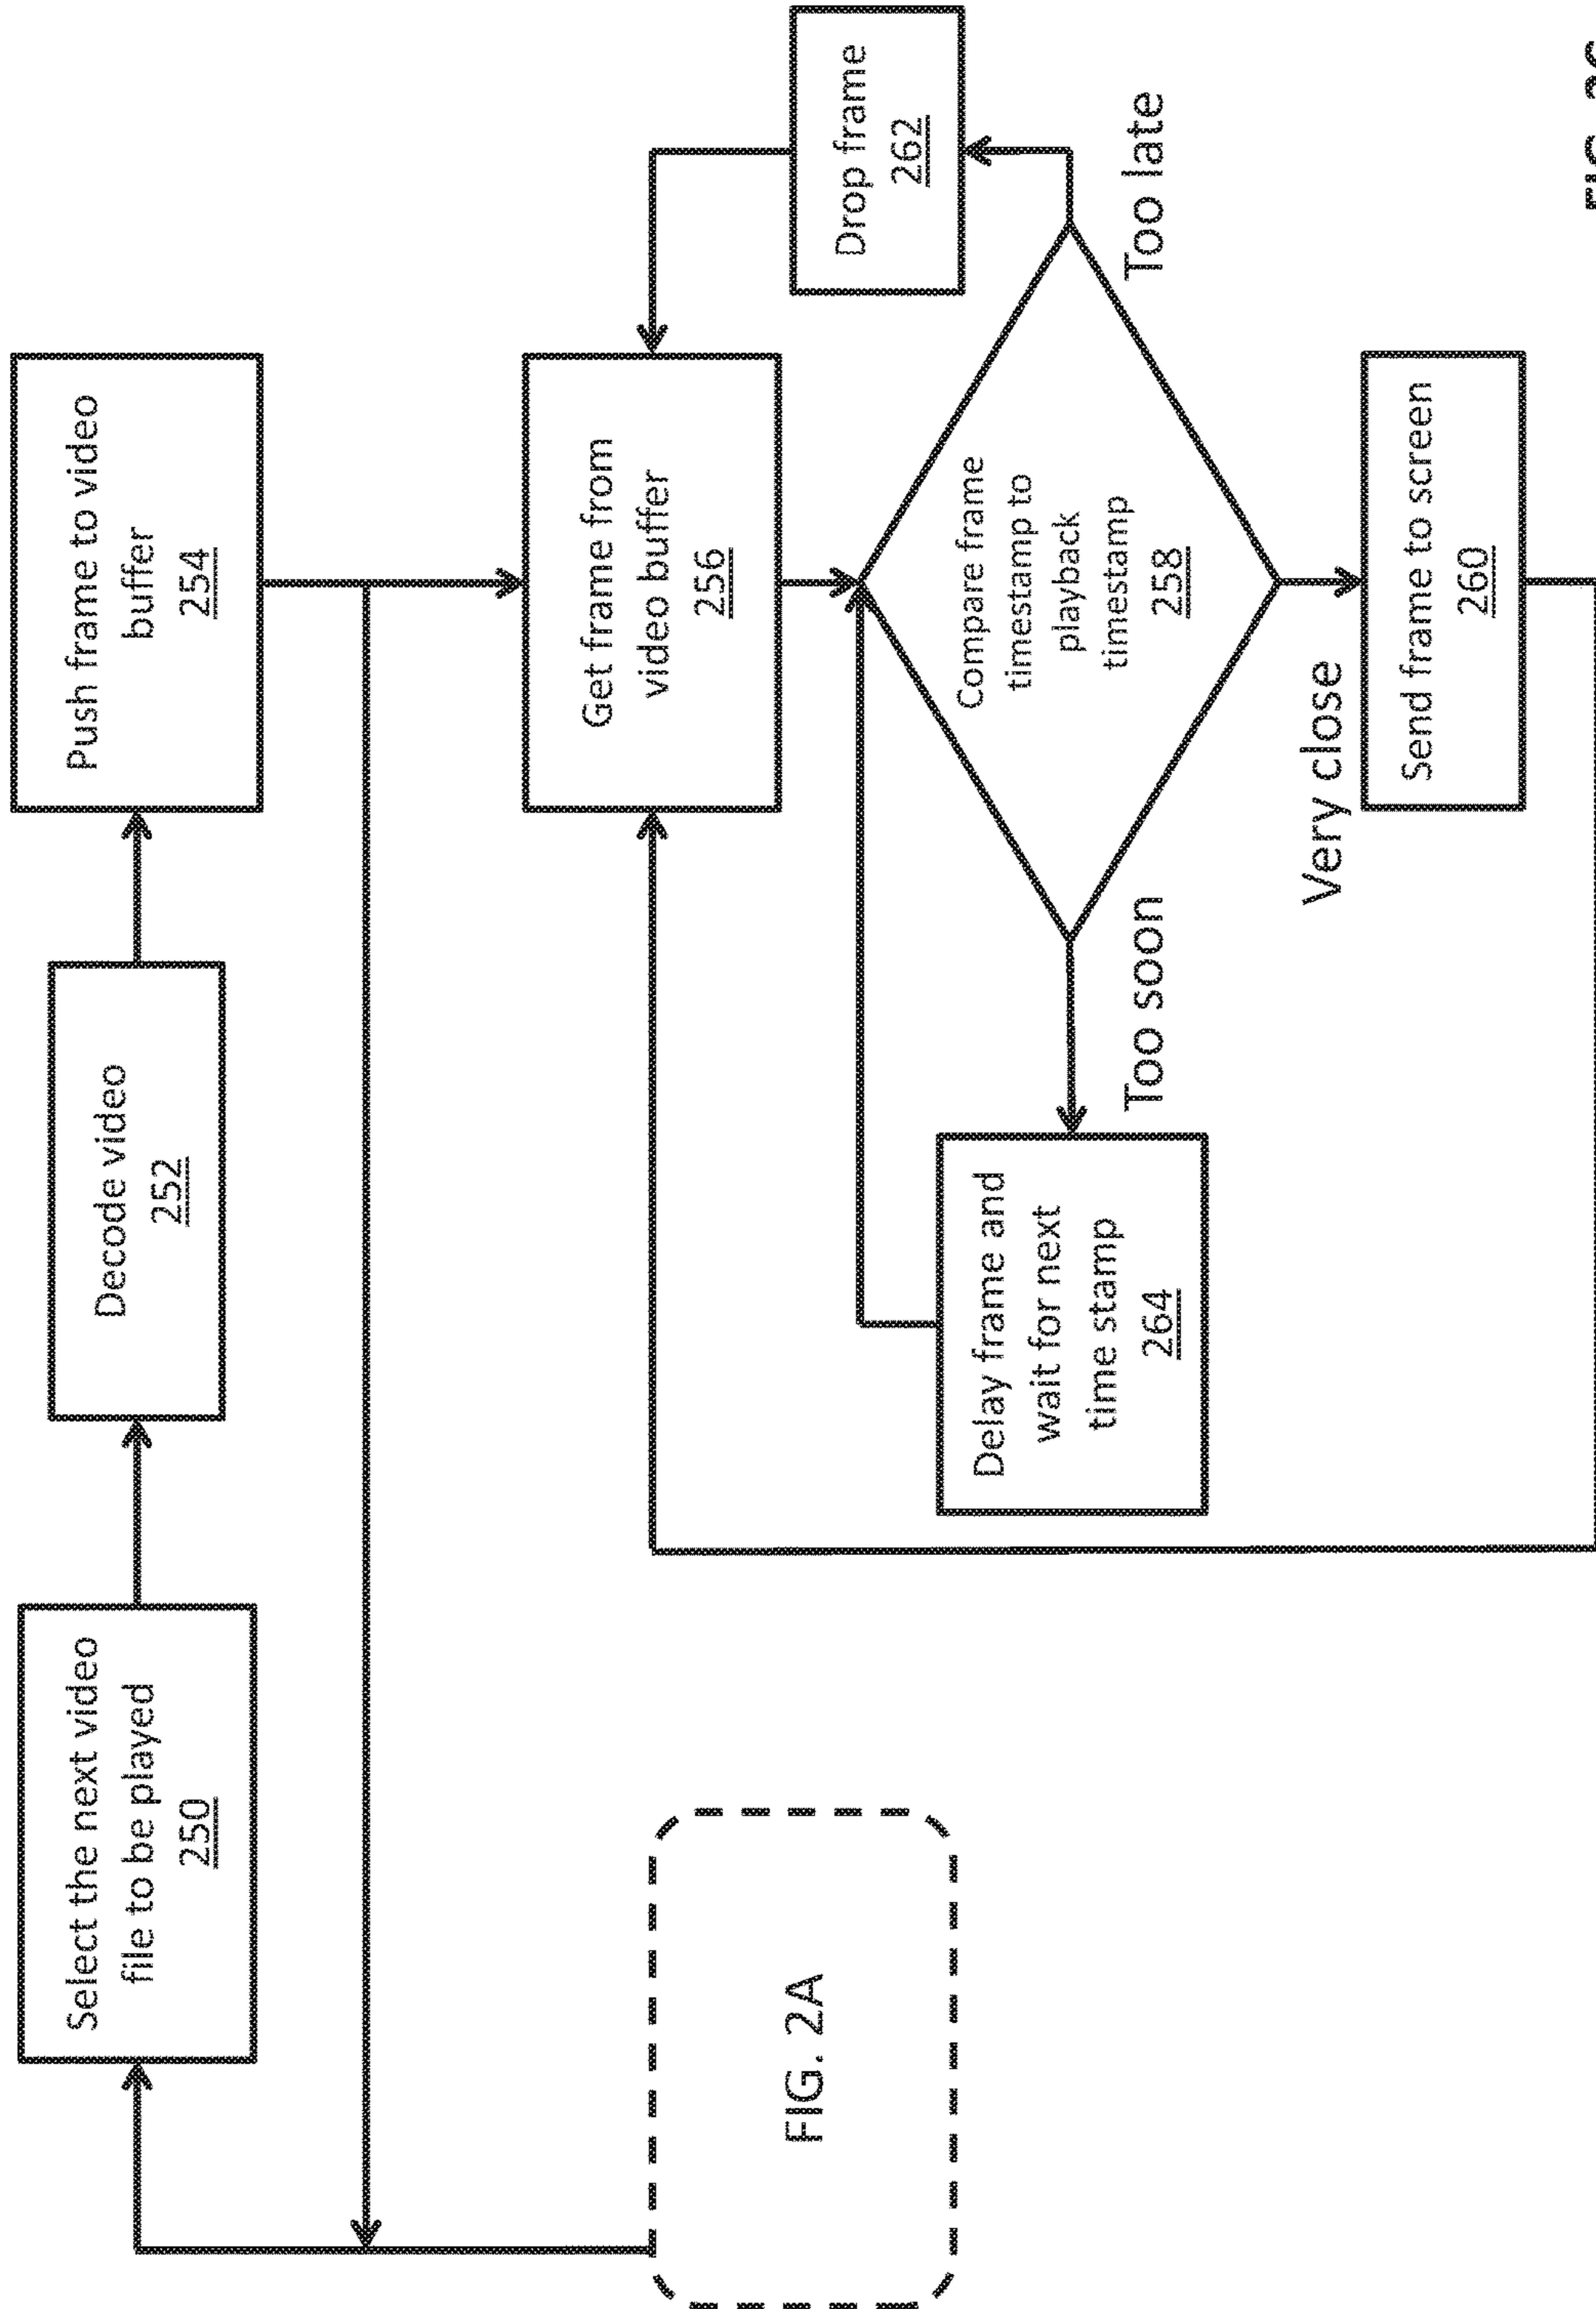 Select the next video
file to be played
250
Decode video
252
Push frame to video
buffer
254
FIG. 2A
Get frame from
video buffer
256
Drop frame
262
Delay frame and
wait for next
time stamp
264
Compare frame
timestamp to
playback
timestamp
258
Too soon
Too late
Very close
Send frame to screen
260
FIG.